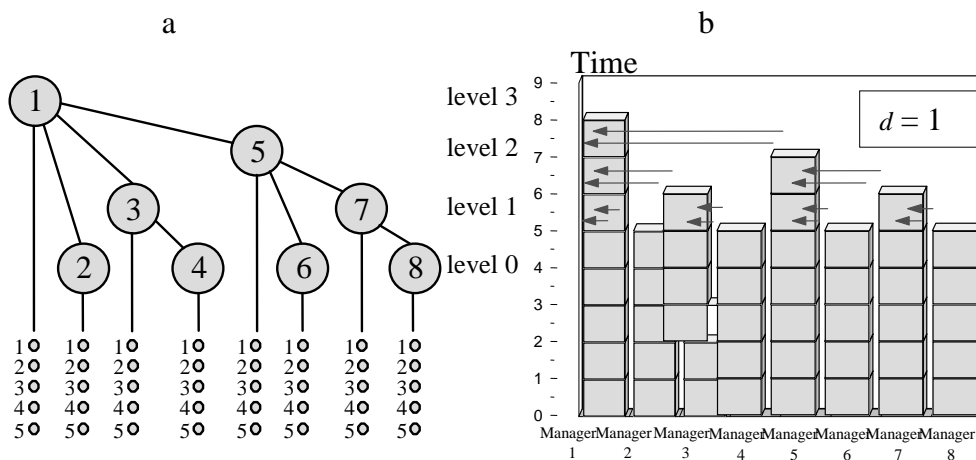 a
1
5
3
7
2
4
6
8
1 1 1 1 1 1 1 1
2 2 2 2 2 2 2 2
3 3 3 3 3 3 3 3
4 4 4 4 4 4 4 4
5 5 5 5 5 5 5 5
level 3
level 2
level 1
level 0
b
Time
d = 1
9
8
7
6
5
4
3
2
1
0
Manager 1
Manager 2
Manager 3
Manager 4
Manager 5
Manager 6
Manager 7
Manager 8